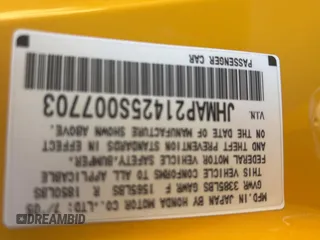 MFD. IN JAPAN BY HONDA MOTOR CO., LTD.
GVWR 3385LBS GAWR F 1565LBS R 1850LBS
THIS VEHICLE CONFORMS TO ALL APPLICABLE
FEDERAL MOTOR VEHICLE SAFETY, BUMPER,
AND THEFT PREVENTION STANDARDS IN EFFECT
ON THE DATE OF MANUFACTURE SHOWN ABOVE.
V.I.N. JHMAP21425S007703
PASSENGER CAR
DREAMBID